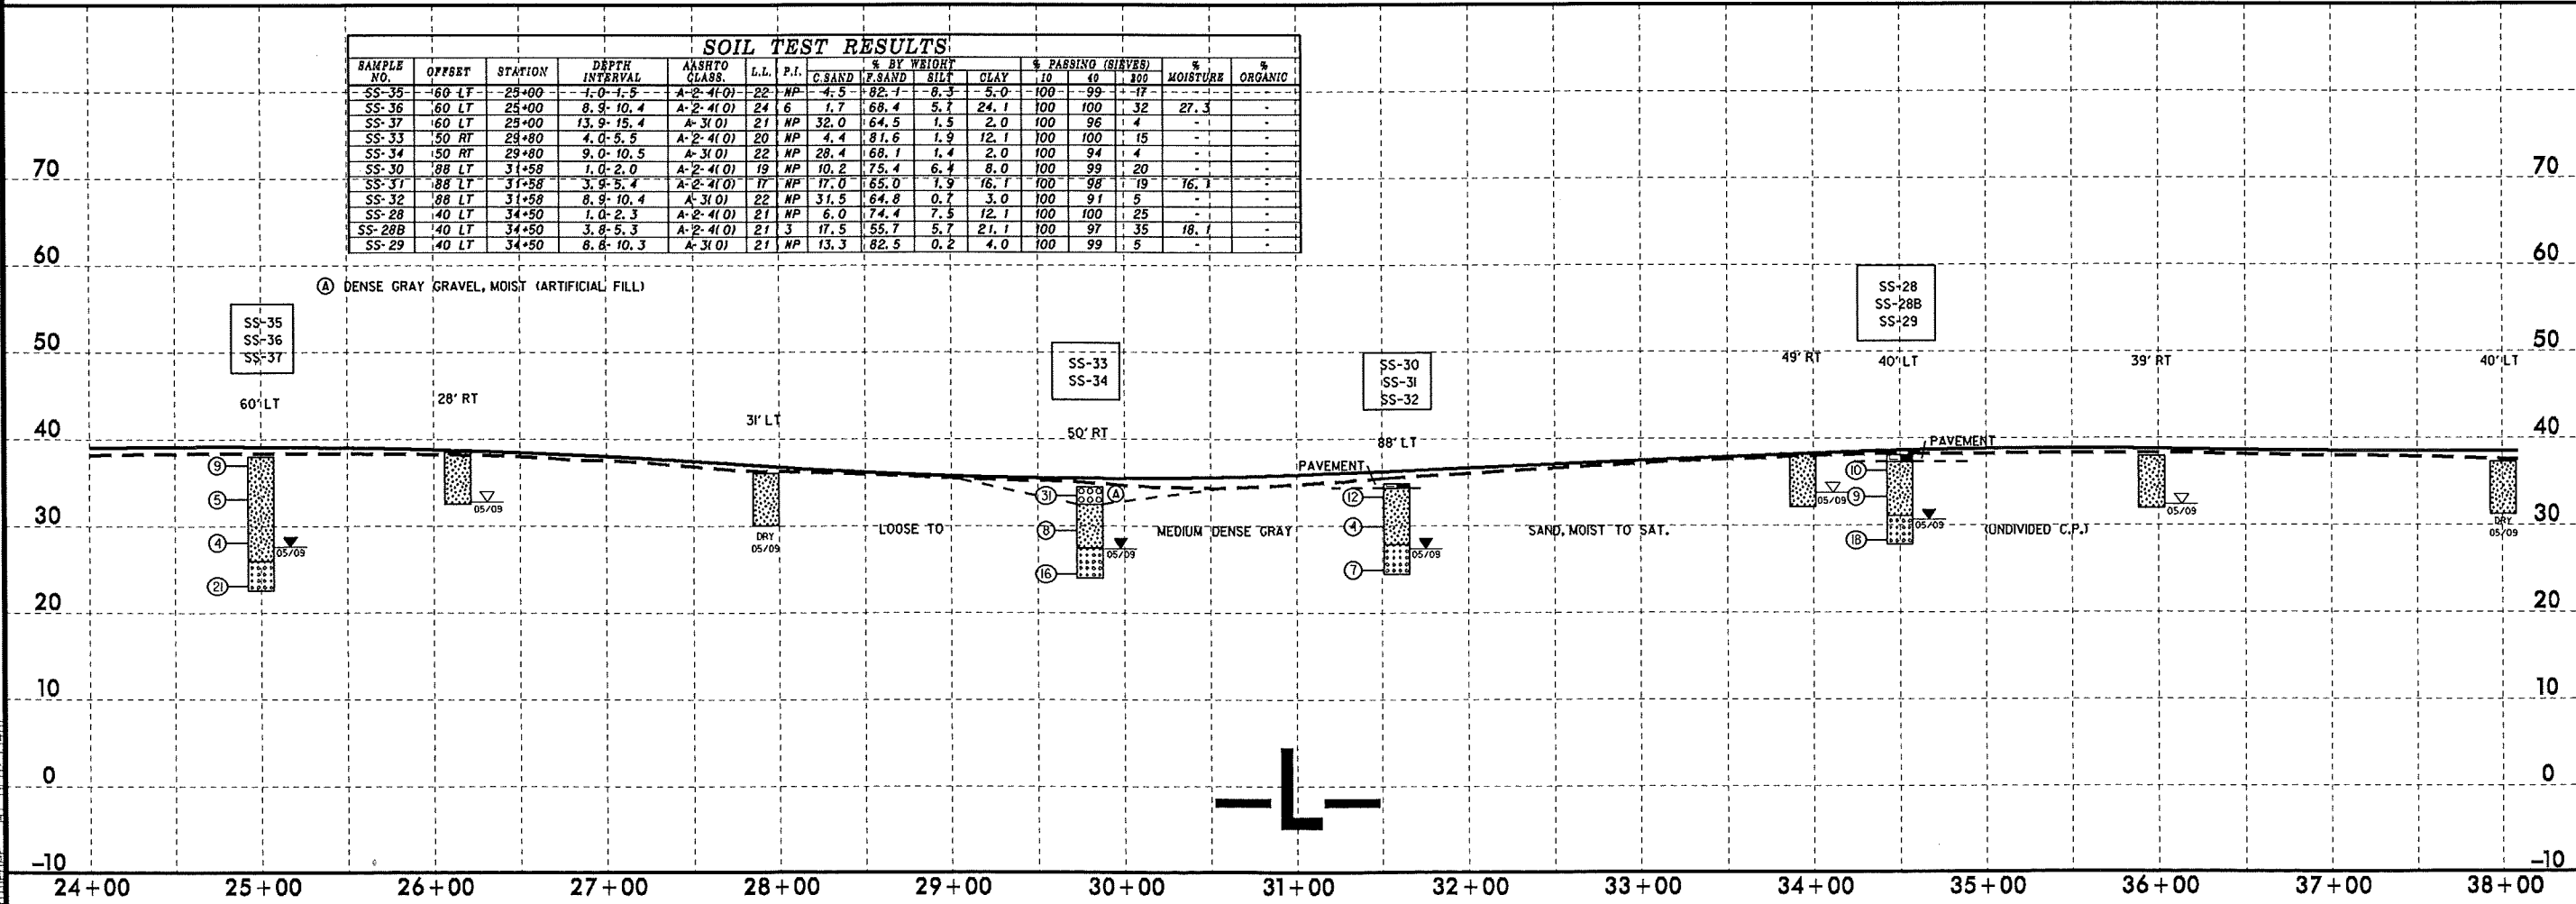 SOIL TEST RESULTS
SAMPLE NO. OFFSET STATION DEPTH INTERVAL AASHTO CLASS. L.L. P.I. % BY WEIGHT % PASSING (SIEVES) % MOISTURE % ORGANIC
C.SAND F.SAND SILT CLAY 10 40 200
SS-35 60 LT 25+00 1.0-1.5 A-2-4(0) 22 NP 4.5 82.1 8.3 5.0 100 99 17 - -
SS-36 60 LT 25+00 8.9-10.4 A-2-4(0) 24 6 1.7 68.4 5.7 24.1 100 100 32 27.3 -
SS-37 60 LT 25+00 13.9-15.4 A-3(0) 21 NP 32.0 64.5 1.5 2.0 100 96 4 - -
SS-33 50 RT 29+80 4.0-5.5 A-2-4(0) 20 NP 4.4 81.6 1.9 12.1 100 100 15 - -
SS-34 50 RT 29+80 9.0-10.5 A-3(0) 22 NP 28.4 68.1 1.4 2.0 100 94 4 - -
SS-30 88 LT 31+58 1.0-2.0 A-2-4(0) 19 NP 10.2 75.4 6.4 8.0 100 99 20 - -
SS-31 88 LT 31+58 3.9-5.4 A-2-4(0) 17 NP 17.0 65.0 1.9 16.1 100 98 19 16.1 -
SS-32 88 LT 31+58 8.9-10.4 A-3(0) 22 NP 31.5 64.8 0.7 3.0 100 91 5 - -
SS-28 40 LT 34+50 1.0-2.3 A-2-4(0) 21 NP 6.0 74.4 7.5 12.1 100 100 25 - -
SS-28B 40 LT 34+50 3.8-5.3 A-2-4(0) 21 3 17.5 55.7 5.7 21.1 100 97 35 18.1 -
SS-29 40 LT 34+50 8.8-10.3 A-3(0) 21 NP 13.3 82.5 0.2 4.0 100 99 5 - -
70 70
60 60
A DENSE GRAY GRAVEL, MOIST (ARTIFICIAL FILL)
SS-35
SS-36
SS-37
SS-33
SS-34
SS-30
SS-31
SS-32
SS-28
SS-28B
SS-29
50 50
60' LT
28' RT
31' LT
50' RT
88' LT
49' RT
40' LT
39' RT
40' LT
40 40
PAVEMENT
PAVEMENT
9
5
4
21
05/09
05/09
DRY
05/09
31
A
8
16
05/09
12
4
7
05/09
05/09
10
9
18
05/09
05/09
DRY
05/09
LOOSE TO MEDIUM DENSE GRAY SAND, MOIST TO SAT. (UNDIVIDED C.P.)
30 30
20 20
10 10
0 0
L
-10 -10
24+00 25+00 26+00 27+00 28+00 29+00 30+00 31+00 32+00 33+00 34+00 35+00 36+00 37+00 38+00